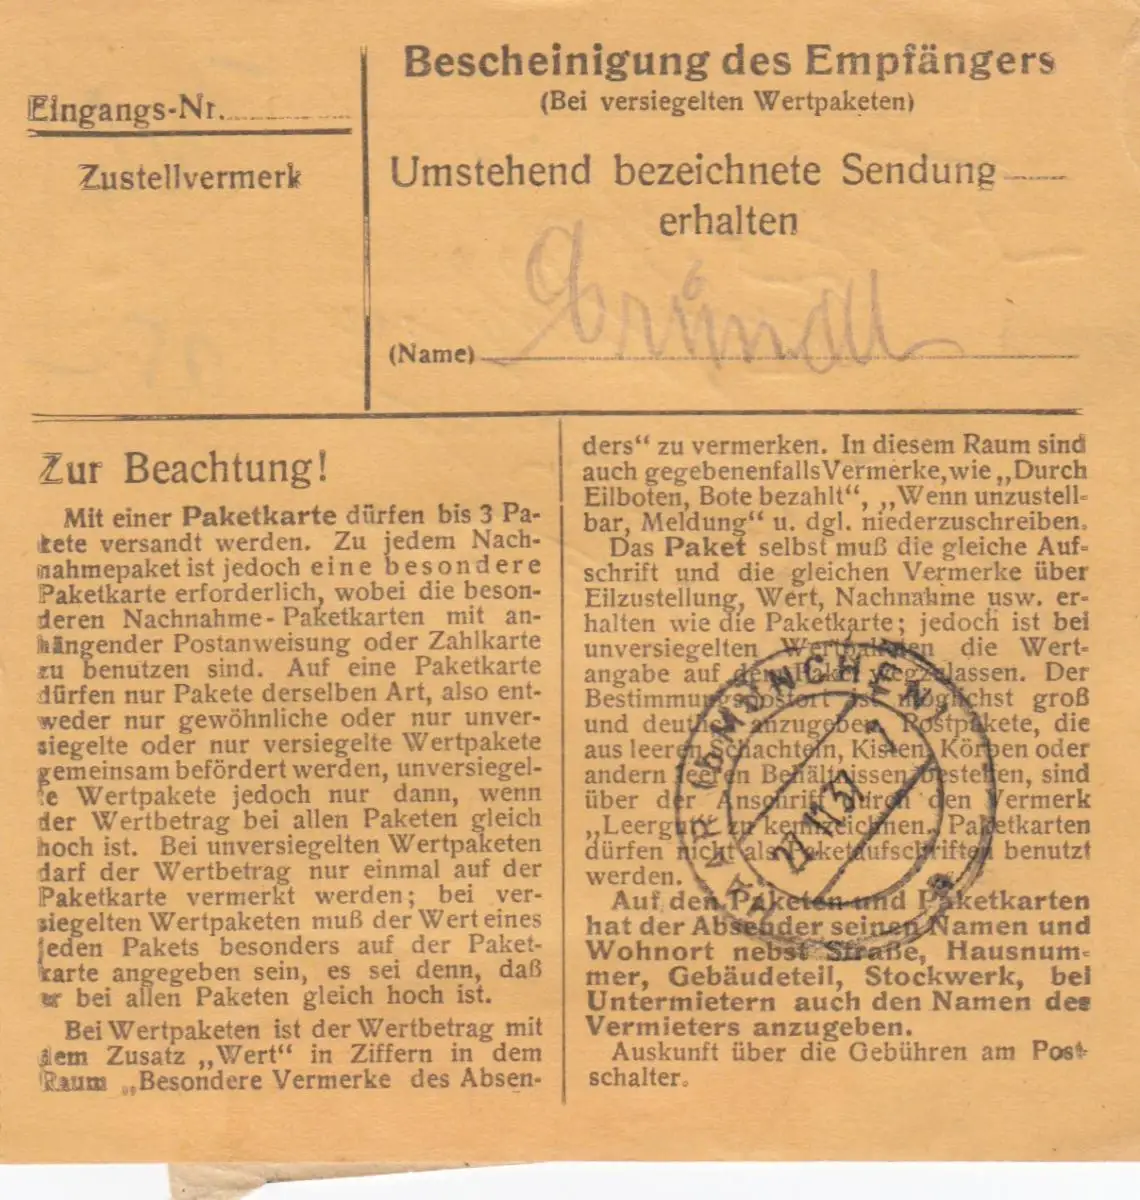 Eingangs-Nr.
Zustellvermerk
Bescheinigung des Empfängers
(Bei versiegelten Wertpaketen)
Umstehend bezeichnete Sendung
erhalten
(Name)
Zur Beachtung!
Mit einer Paketkarte dürfen bis 3 Pa-
kete versandt werden. Zu jedem Nach-
nahmepaket ist jedoch eine besondere
Paketkarte erforderlich, wobei die beson-
deren Nachnahme-Paketkarten mit an-
hängender Postanweisung oder Zahlkarte
zu benutzen sind. Auf eine Paketkarte
dürfen nur Pakete derselben Art, also ent-
weder nur gewöhnliche oder nur unver-
siegelte oder nur versiegelte Wertpakete
gemeinsam befördert werden, unversiegel-
te Wertpakete jedoch nur dann, wenn
der Wertbetrag bei allen Paketen gleich
hoch ist. Bei unversiegelten Wertpaketen
darf der Wertbetrag nur einmal auf der
Paketkarte vermerkt werden; bei ver-
siegelten Wertpaketen muß der Wert eines
jeden Pakets besonders auf der Paket-
karte angegeben sein, es sei denn, daß
er bei allen Paketen gleich hoch ist.
Bei Wertpaketen ist der Wertbetrag mit
dem Zusatz „Wert“ in Ziffern in dem
Raum „Besondere Vermerke des Absen-
ders“ zu vermerken. In diesem Raum sind
auch gegebenenfalls Vermerke, wie „Durch
Eilboten, Bote bezahlt“, „Wenn unzustell-
bar, Meldung“ u. dgl. niederzuschreiben.
Das Paket selbst muß die gleiche Auf-
schrift und die gleichen Vermerke über
Eilzustellung, Wert, Nachnahme usw. er-
halten wie die Paketkarte; jedoch ist bei
unversiegelten Wertpaketen die Wert-
angabe auf dem Paket wegzulassen. Der
Bestimmungspostort ist möglichst groß
und deutlich anzugeben. Postpakete, die
aus leeren Schachteln, Kisten, Körben oder
andern leeren Behältnissen bestehen, sind
über der Anschrift durch den Vermerk
„Leergut“ zu kennzeichnen. Paketkarten
dürfen nicht als Paketaufschriften benutzt
werden.
Auf den Paketen und Paketkarten
hat der Absender seinen Namen und
Wohnort nebst Straße, Hausnum-
mer, Gebäudeteil, Stockwerk, bei
Untermietern auch den Namen des
Vermieters anzugeben.
Auskunft über die Gebühren am Post-
schalter.
HAAR (b. MÜNCHEN)